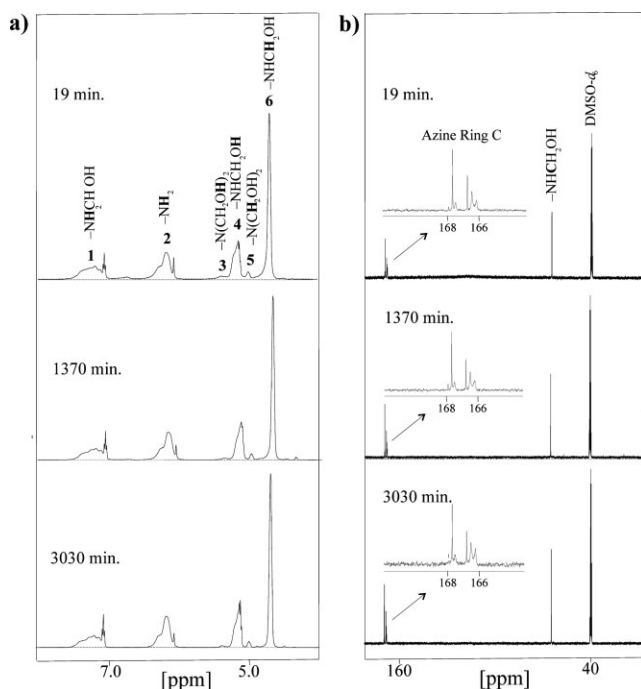 a)
19 min.
–NHCH2OH
1
–NH2
2
–N(CH2OH)2
3
–NHCH2OH
4
–N(CH2OH)2
5
–NHCH2OH
6
1370 min.
3030 min.
7.0
5.0
[ppm]
b)
19 min.
Azine Ring C
168
166
–NHCH2OH
DMSO-d6
1370 min.
168
166
3030 min.
168
166
160
40
[ppm]